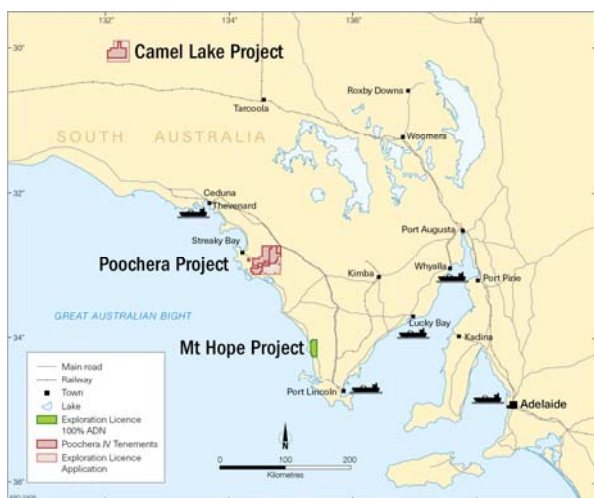 132°
134°
136°
138°
30°
Camel Lake Project
Roxby Downs
Tarcoola
Woomera
SOUTH AUSTRALIA
32°
Ceduna
Thevenard
Port Augusta
Streaky Bay
Poochera Project
Whyalla
Kimba
Port Pirie
GREAT AUSTRALIAN BIGHT
Lucky Bay
34°
Kadina
Mt Hope Project
Main road
Railway
Town
Lake
Exploration Licence
100% ADN
Poochera JV Tenements
Exploration Licence
Application
Port Lincoln
Adelaide
N
0
100
200
Kilometres
36°